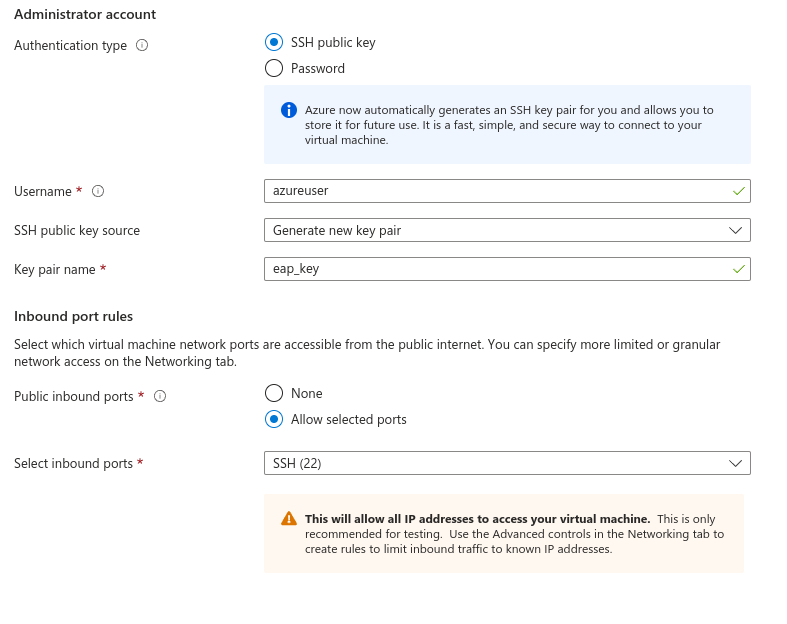 Administrator account
Authentication type
SSH public key
Password
Azure now automatically generates an SSH key pair for you and allows you to
store it for future use. It is a fast, simple, and secure way to connect to your
virtual machine.
Username *
azureuser
SSH public key source
Generate new key pair
Key pair name *
eap_key
Inbound port rules
Select which virtual machine network ports are accessible from the public internet. You can specify more limited or granular
network access on the Networking tab.
Public inbound ports *
None
Allow selected ports
Select inbound ports *
SSH (22)
This will allow all IP addresses to access your virtual machine. This is only
recommended for testing. Use the Advanced controls in the Networking tab to
create rules to limit inbound traffic to known IP addresses.